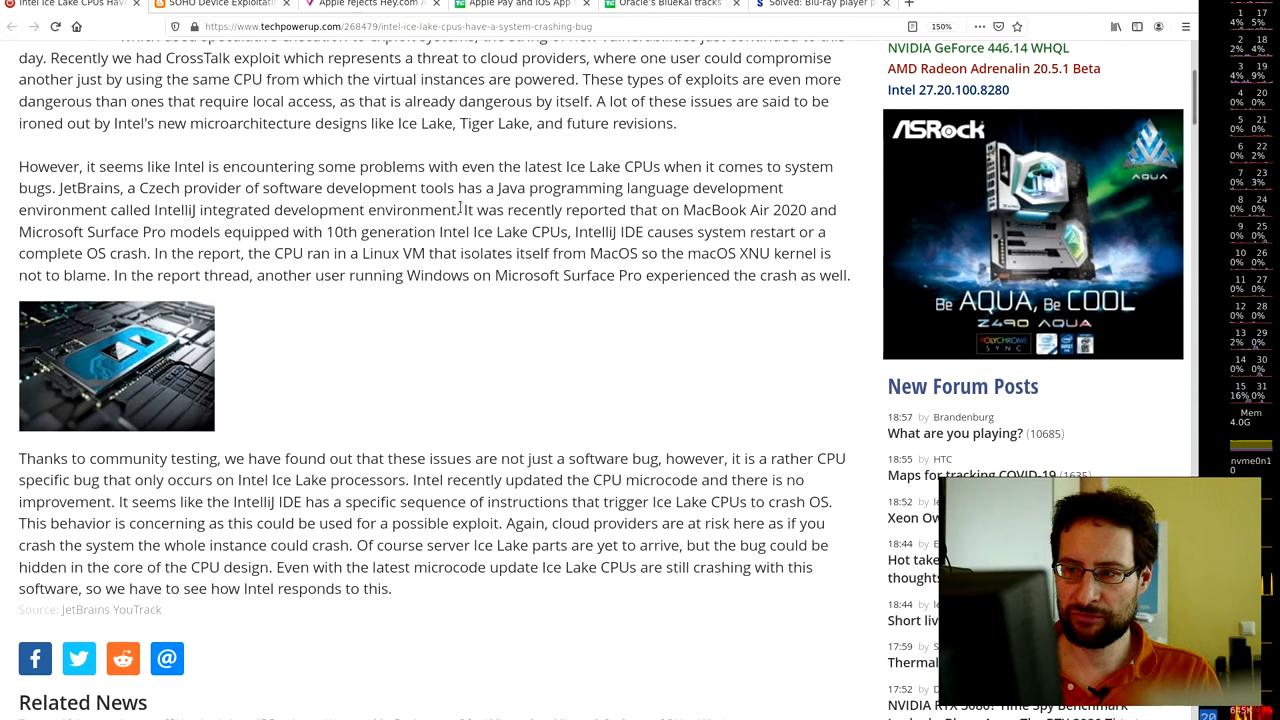 Intel Ice Lake CPUs Hav
SOHO Device Exploitati
Apple rejects Hey.com
Apple Pay and iOS App
Oracle's BlueKai tracks
Solved: Blu-ray player p
https://www.techpowerup.com/268479/intel-ice-lake-cpus-have-a-system-crashing-bug
150%
day. Recently we had CrossTalk exploit which represents a threat to cloud providers, where one user could compromise
another just by using the same CPU from which the virtual instances are powered. These types of exploits are even more
dangerous than ones that require local access, as that is already dangerous by itself. A lot of these issues are said to be
ironed out by Intel's new microarchitecture designs like Ice Lake, Tiger Lake, and future revisions.
However, it seems like Intel is encountering some problems with even the latest Ice Lake CPUs when it comes to system
bugs. JetBrains, a Czech provider of software development tools has a Java programming language development
environment called IntelliJ integrated development environment. It was recently reported that on MacBook Air 2020 and
Microsoft Surface Pro models equipped with 10th generation Intel Ice Lake CPUs, IntelliJ IDE causes system restart or a
complete OS crash. In the report, the CPU ran in a Linux VM that isolates itself from MacOS so the macOS XNU kernel is
not to blame. In the report thread, another user running Windows on Microsoft Surface Pro experienced the crash as well.
Thanks to community testing, we have found out that these issues are not just a software bug, however, it is a rather CPU
specific bug that only occurs on Intel Ice Lake processors. Intel recently updated the CPU microcode and there is no
improvement. It seems like the IntelliJ IDE has a specific sequence of instructions that trigger Ice Lake CPUs to crash OS.
This behavior is concerning as this could be used for a possible exploit. Again, cloud providers are at risk here as if you
crash the system the whole instance could crash. Of course server Ice Lake parts are yet to arrive, but the bug could be
hidden in the core of the CPU design. Even with the latest microcode update Ice Lake CPUs are still crashing with this
software, so we have to see how Intel responds to this.
Source: JetBrains YouTrack
Related News
NVIDIA GeForce 446.14 WHQL
AMD Radeon Adrenalin 20.5.1 Beta
Intel 27.20.100.8280
ASRock
AQUA
Be AQUA, Be COOL
Z490 AQUA
POLYCHROME
SYNC
New Forum Posts
18:57 by Brandenburg
What are you playing? (10685)
18:55 by HTC
Maps for tracking COVID-19 (1635)
18:52 by
Xeon Ow
18:44 by
Hot take
thoughts
18:44 by
Short liv
17:59 by
Thermal
17:52 by
NVIDIA RTX 3080? Time Spy Benchmark
1 17
4% 5%
2 18
2% 4%
3 19
4% 9%
4 20
0% 0%
5 21
0% 0%
6 22
0% 2%
7 23
0% 3%
8 24
0% 0%
9 25
0% 0%
10 26
0% 0%
11 27
0% 0%
12 28
0% 0%
13 29
2% 0%
14 30
0% 0%
15 31
16% 0%
Mem
4.0G
nvme0n1
0
20
645K